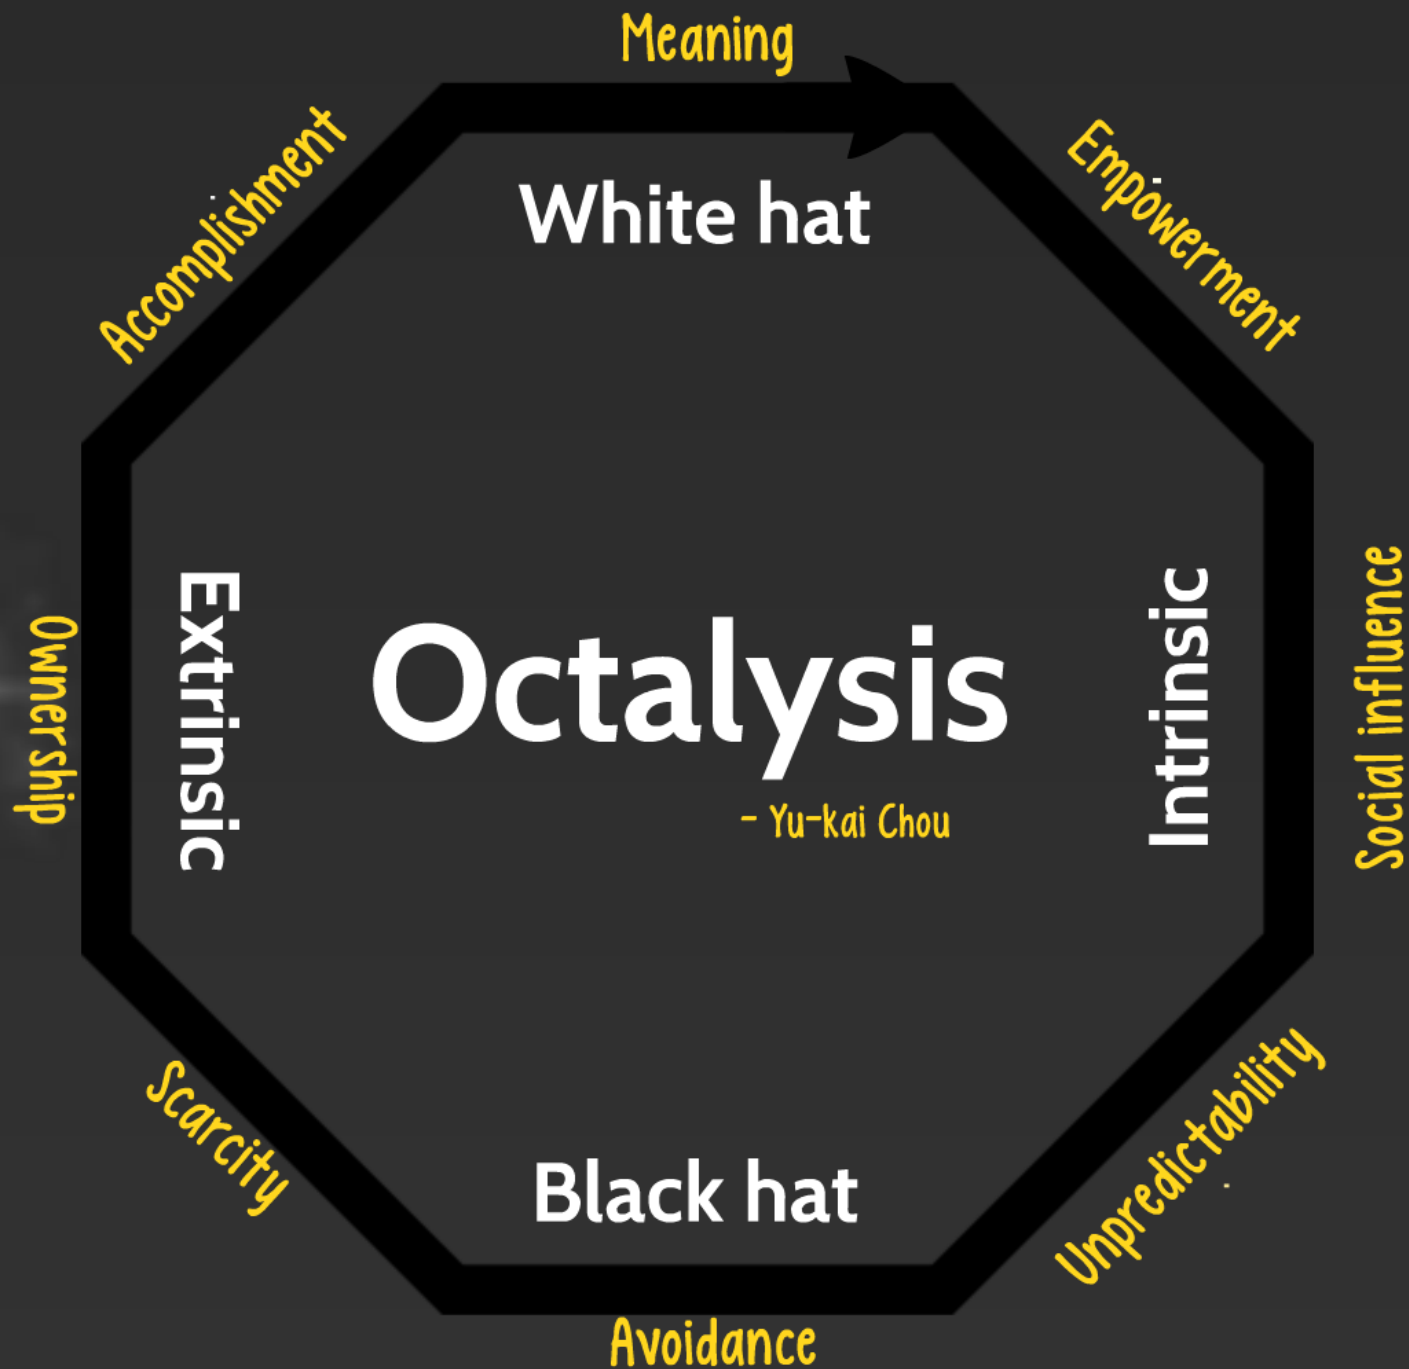 Meaning
Accomplishment
Empowerment
White hat
Ownership
Extrinsic
Octalysis
- Yu-kai Chou
Intrinsic
Social influence
Scarcity
Black hat
Unpredictability
Avoidance